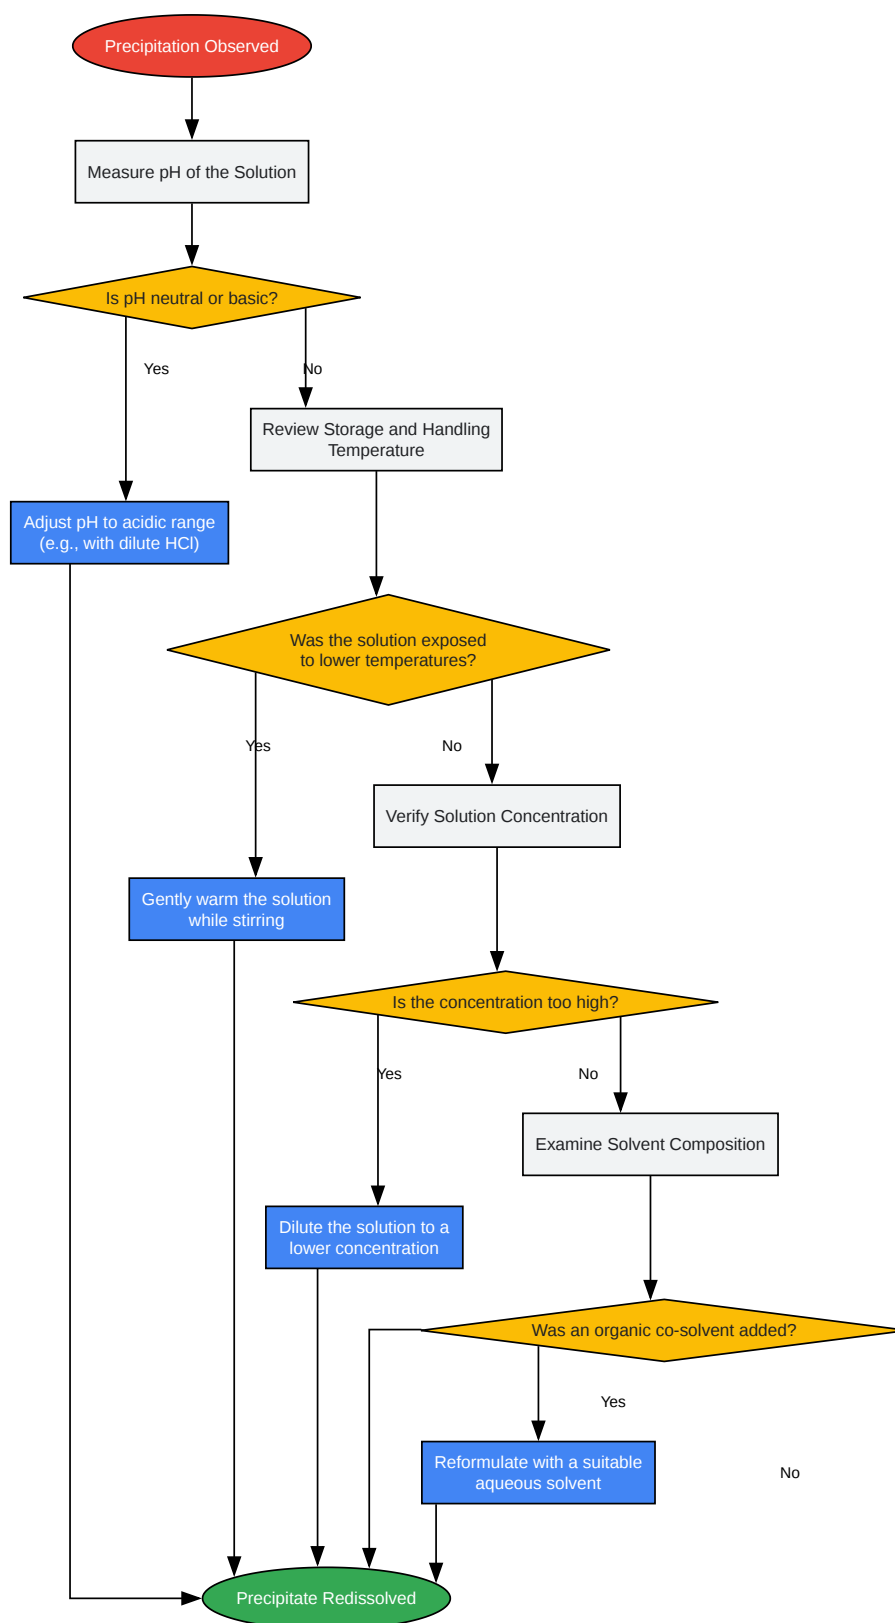 Precipitation Observed
Measure pH of the Solution
Is pH neutral or basic?
Yes
No
Review Storage and Handling
Temperature
Adjust pH to acidic range
(e.g., with dilute HCl)
Was the solution exposed
to lower temperatures?
Yes
No
Verify Solution Concentration
Gently warm the solution
while stirring
Is the concentration too high?
Yes
No
Examine Solvent Composition
Dilute the solution to a
lower concentration
Was an organic co-solvent added?
Yes
Reformulate with a suitable
aqueous solvent
No
Precipitate Redissolved